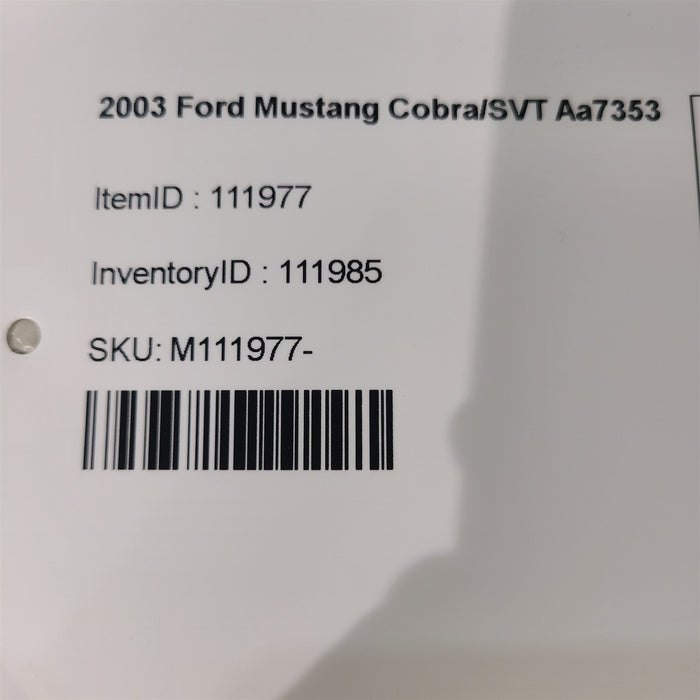 2003 Ford Mustang Cobra/SVT Aa7353
ItemID : 111977
InventoryID : 111985
SKU: M111977-